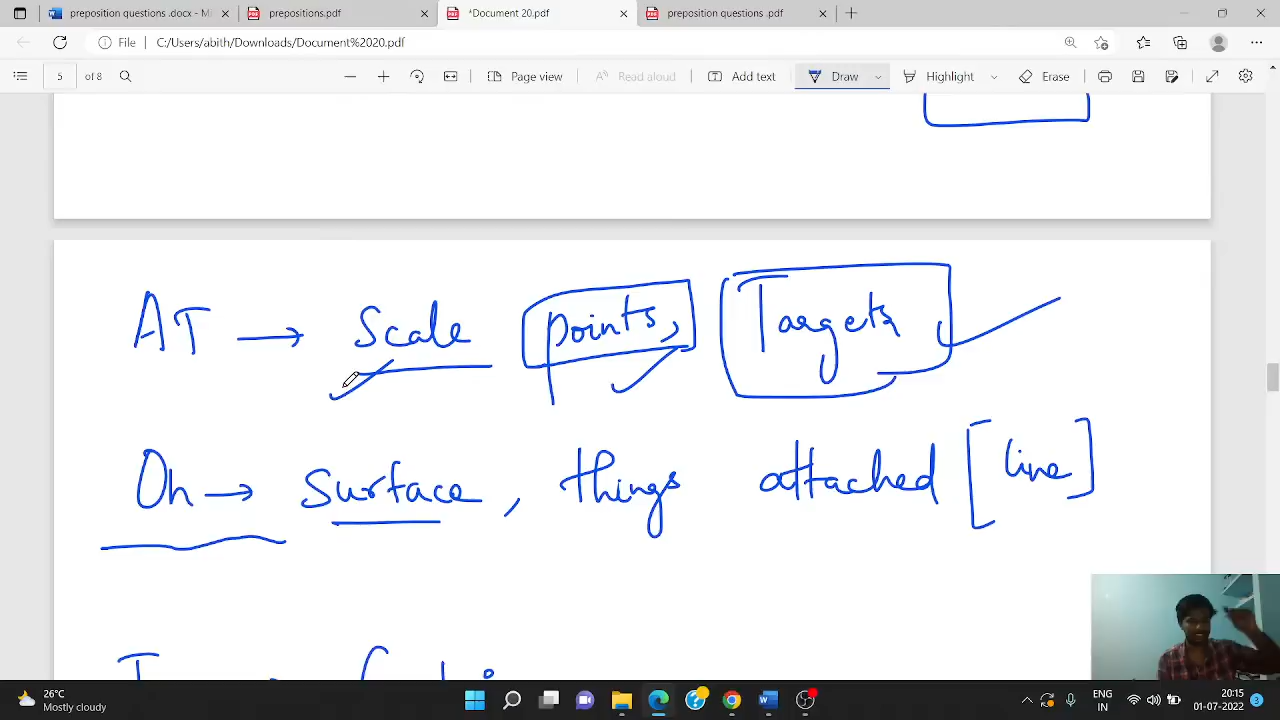 preposition questions .docx - Mi
prepositions.pdf
*Document 20.pdf
preposition questions .pdf
File C:/Users/abith/Downloads/Document%2020.pdf
5 of 8
Page view
Read aloud
Add text
Draw
Highlight
Erase
AT → Scale points, Targets
On → Surface, things attached [line]
26°C
Mostly cloudy
ENG
IN
20:15
01-07-2022
3